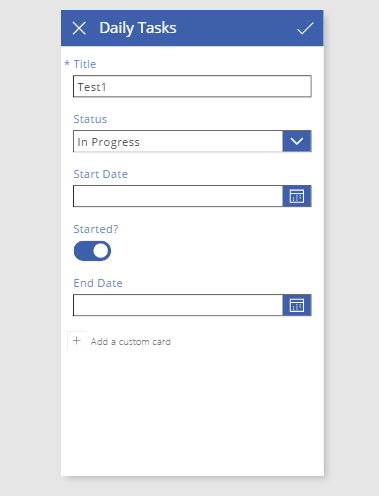 Daily Tasks
* Title
Test1
Status
In Progress
Start Date
Started?
End Date
Add a custom card